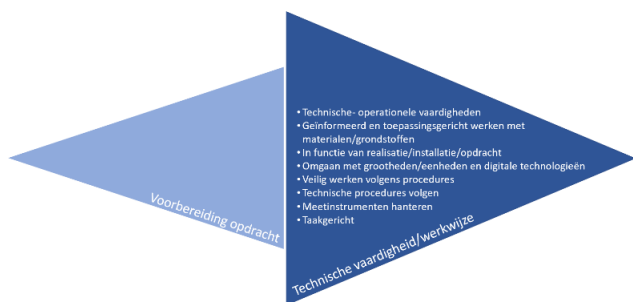 Voorbereiding opdracht
• Technische- operationele vaardigheden
• Geïnformeerd en toepassingsgericht werken met
materialen/grondstoffen
• In functie van realisatie/installatie/opdracht
• Omgaan met grootheden/eenheden en digitale technologieën
• Veilig werken volgens procedures
• Technische procedures volgen
• Meetinstrumenten hanteren
• Taakgericht
Technische vaardigheid/werkwijze